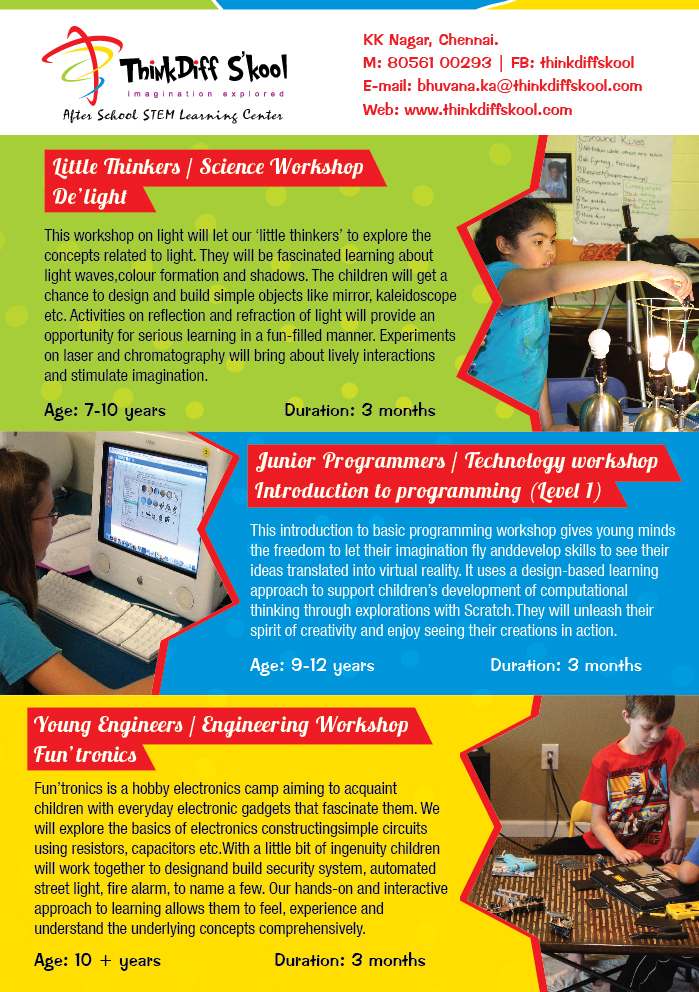 ThinkDiff S'kool
imagination explored
After School STEM Learning Center
KK Nagar, Chennai.
M: 80561 00293 | FB: thinkdiffskool
E-mail: bhuvana.ka@thinkdiffskool.com
Web: www.thinkdiffskool.com
Ground Rules
Little Thinkers / Science Workshop
De'light
This workshop on light will let our 'little thinkers' to explore the
concepts related to light. They will be fascinated learning about
light waves,colour formation and shadows. The children will get a
chance to design and build simple objects like mirror, kaleidoscope
etc. Activities on reflection and refraction of light will provide an
opportunity for serious learning in a fun-filled manner. Experiments
on laser and chromatography will bring about lively interactions
and stimulate imagination.
Age: 7-10 years Duration: 3 months
Junior Programmers / Technology workshop
Introduction to programming (Level 1)
This introduction to basic programming workshop gives young minds
the freedom to let their imagination fly anddevelop skills to see their
ideas translated into virtual reality. It uses a design-based learning
approach to support children's development of computational
thinking through explorations with Scratch.They will unleash their
spirit of creativity and enjoy seeing their creations in action.
Age: 9-12 years Duration: 3 months
Young Engineers / Engineering Workshop
Fun'tronics
Fun'tronics is a hobby electronics camp aiming to acquaint
children with everyday electronic gadgets that fascinate them. We
will explore the basics of electronics constructingsimple circuits
using resistors, capacitors etc.With a little bit of ingenuity children
will work together to designand build security system, automated
street light, fire alarm, to name a few. Our hands-on and interactive
approach to learning allows them to feel, experience and
understand the underlying concepts comprehensively.
Age: 10 + years Duration: 3 months